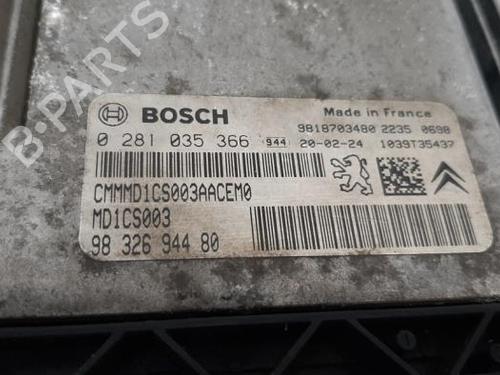 B-Parts
BOSCH
Made in France
0 281 035 366 944
9818703480 2235 0698
20-02-24 1039T35437
CMMMD1CS003AACEM0
MD1CS003
98 326 944 80